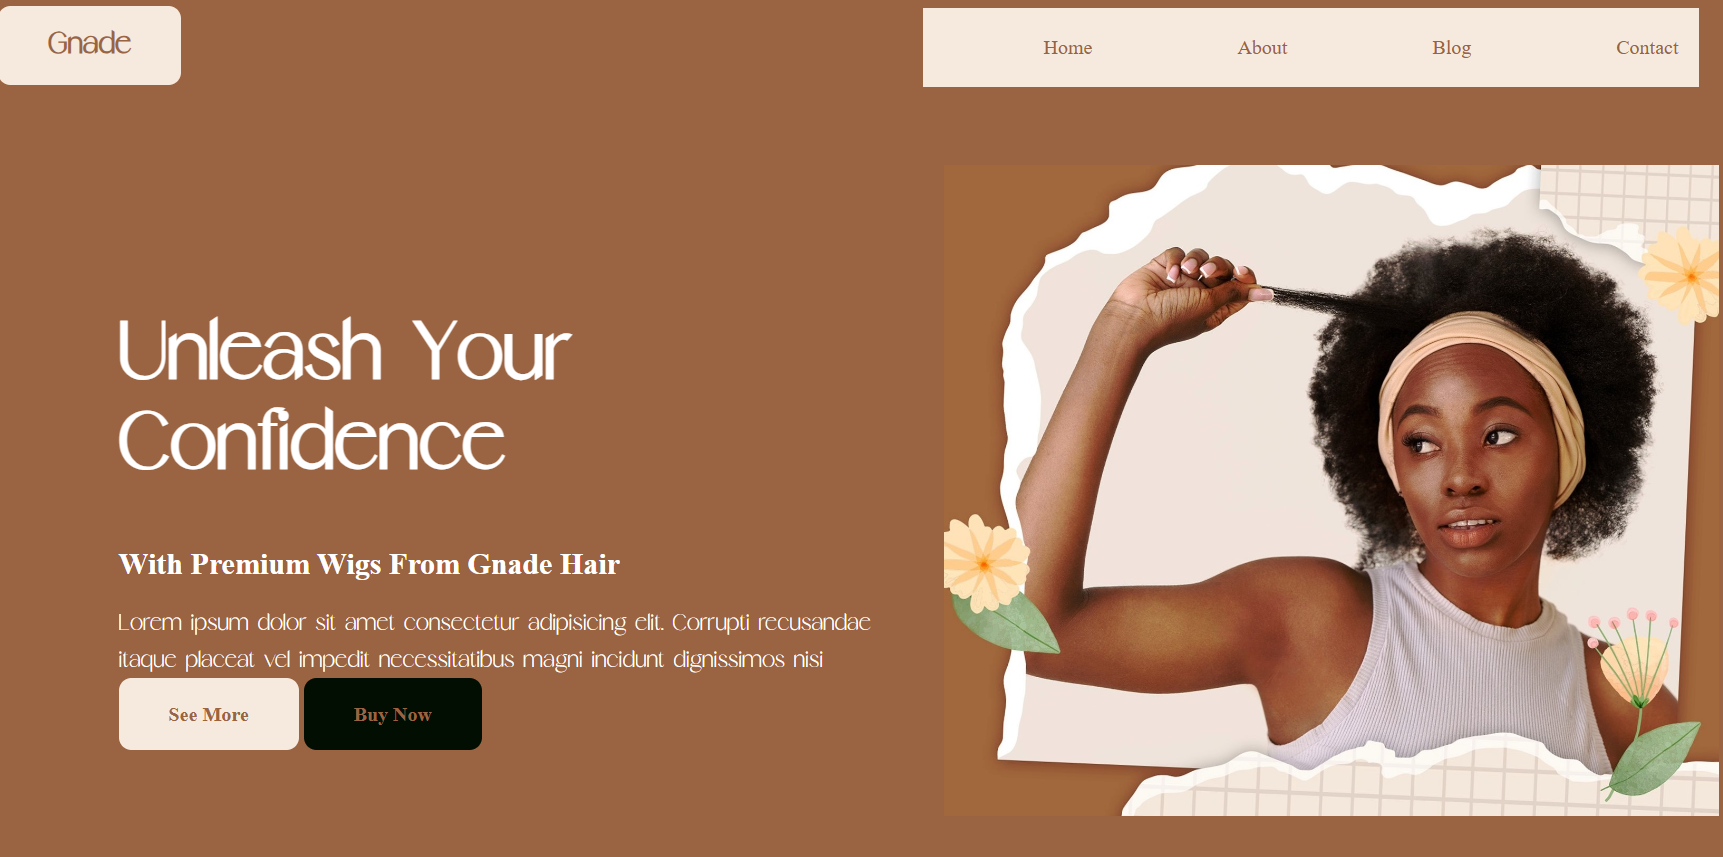 Gnade
Home About Blog Contact
Unleash Your
Confidence
With Premium Wigs From Gnade Hair
Lorem ipsum dolor sit amet consectetur adipisicing elit. Corrupti recusandae
itaque placeat vel impedit necessitatibus magni incidunt dignissimos nisi
See More Buy Now